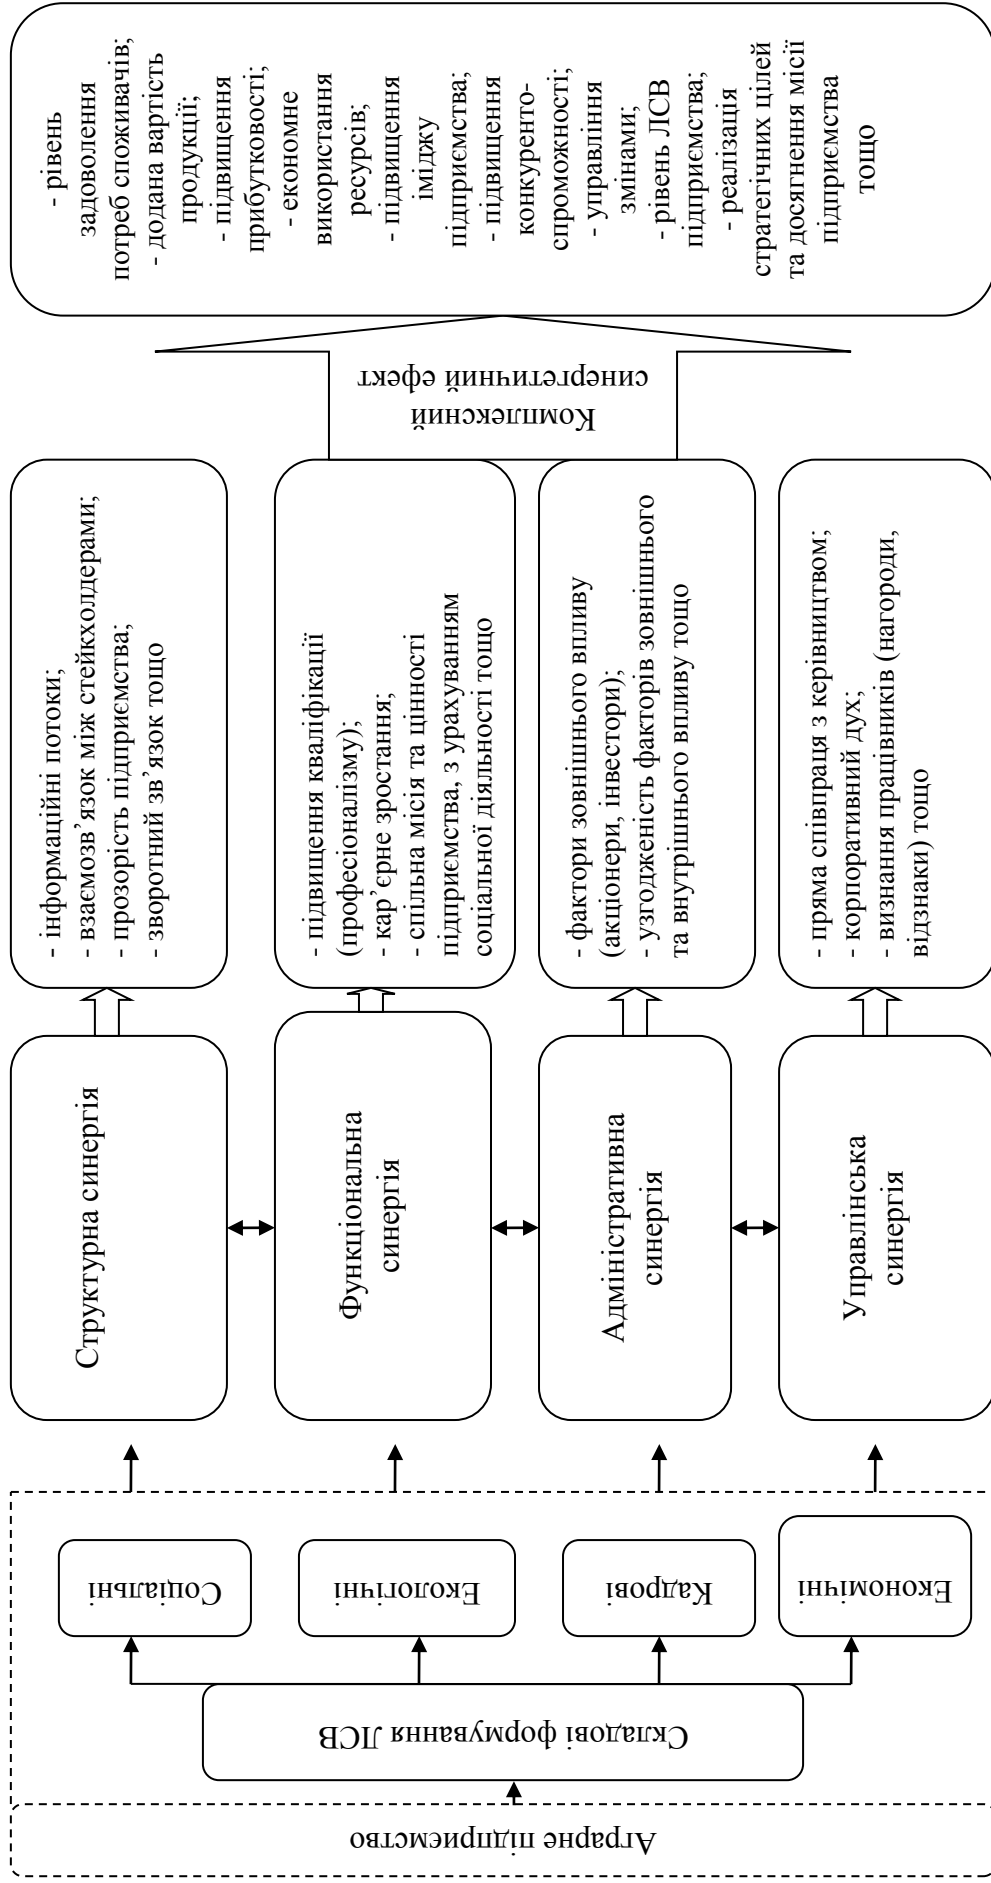 Аграрне підприємство
Складові формування ЛСВ
Соціальні
Екологічні
Кадрові
Економічні
Структурна синергія
Функціональна
синергія
Адміністративна
синергія
Управлінська
синергія
- інформаційні потоки;
- взаємозв’язок між стейкхолдерами;
- прозорість підприємства;
- зворотний зв’язок тощо
- підвищення кваліфікації
(професіоналізму);
- кар’єрне зростання;
- спільна місія та цінності
підприємства, з урахуванням
соціальної діяльності тощо
- фактори зовнішнього впливу
(акціонери, інвестори);
- узгодженість факторів зовнішнього
та внутрішнього впливу тощо
- пряма співпраця з керівництвом;
- корпоративний дух;
- визнання працівників (нагороди,
відзнаки) тощо
Комплексний
синергетичний ефект
- рівень
задоволення
потреб споживачів;
- додана вартість
продукції;
- підвищення
прибутковості;
- економне
використання
ресурсів;
- підвищення
іміджу
підприємства;
- підвищення
конкуренто-
спроможності;
- управління
змінами;
- рівень ЛСВ
підприємства;
- реалізація
стратегічних цілей
та досягнення місії
підприємства
тощо